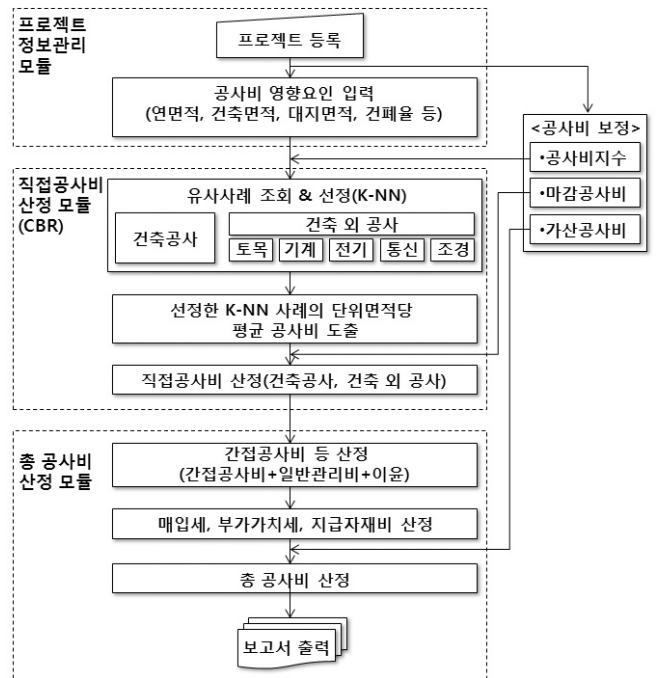 프로젝트
정보관리
모듈
프로젝트 등록
공사비 영향요인 입력
(연면적, 건축면적, 대지면적, 건폐율 등)
<공사비 보정>
•공사비지수
•마감공사비
•가산공사비
직접공사비
산정 모듈
(CBR)
유사사례 조회 & 선정(K-NN)
건축공사
건축 외 공사
토목
기계
전기
통신
조경
선정한 K-NN 사례의 단위면적당
평균 공사비 도출
직접공사비 산정(건축공사, 건축 외 공사)
총 공사비
산정 모듈
간접공사비 등 산정
(간접공사비+일반관리비+이윤)
매입세, 부가가치세, 지급자재비 산정
총 공사비 산정
보고서 출력